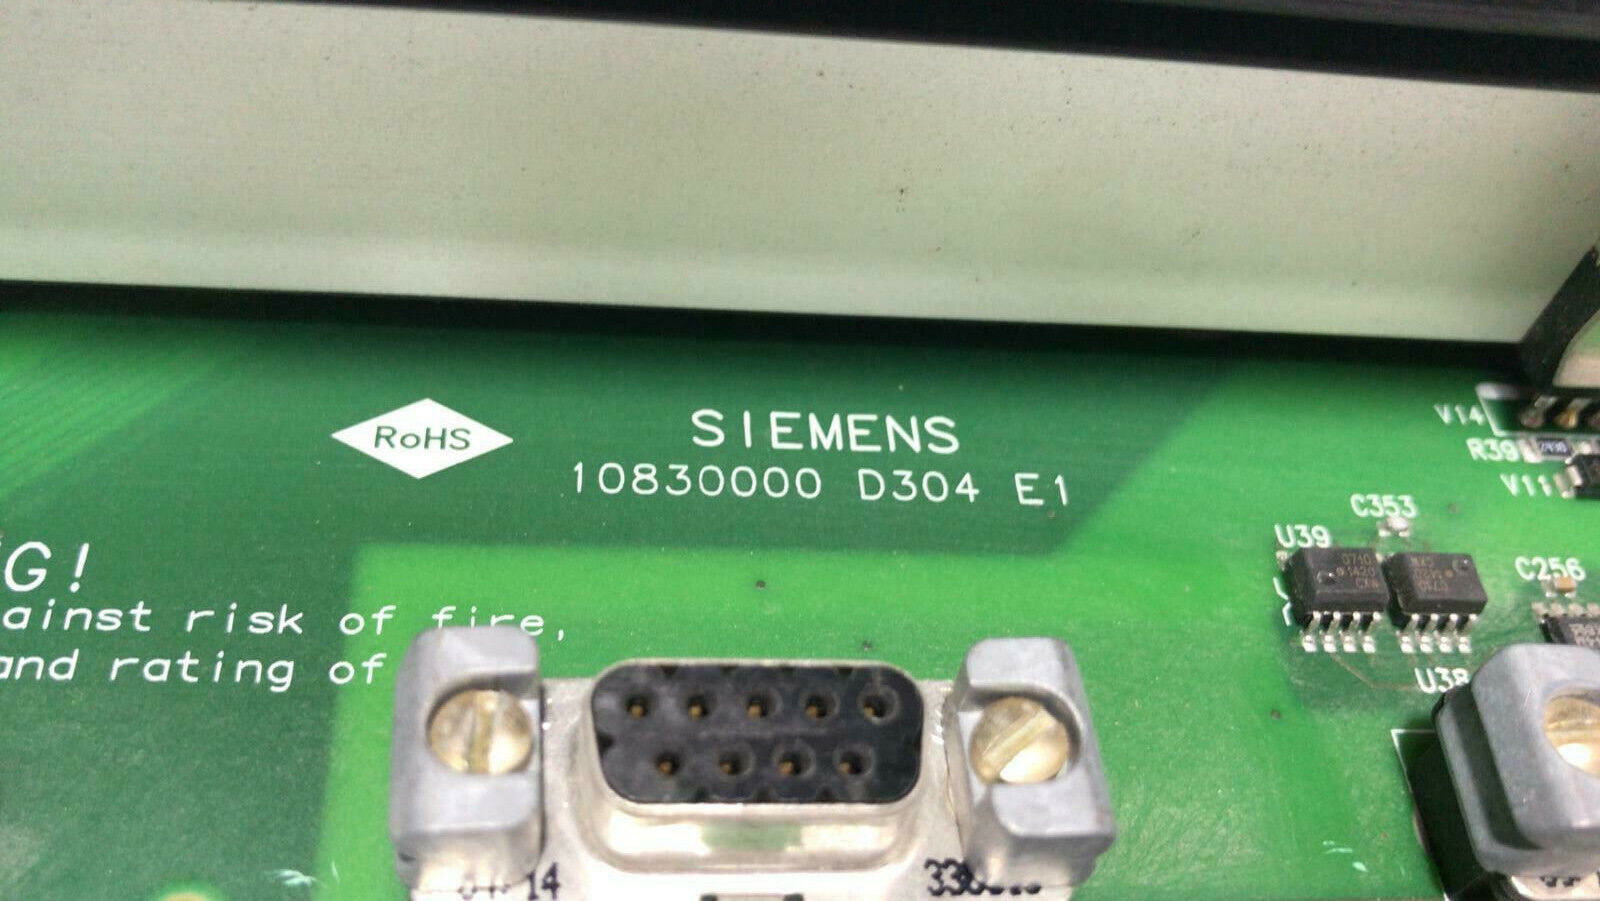 RoHS
SIEMENS
10830000 D304 E1
V14
R39
V11
C353
U39
C256
U38
G!
ainst risk of fire,
and rating of
14